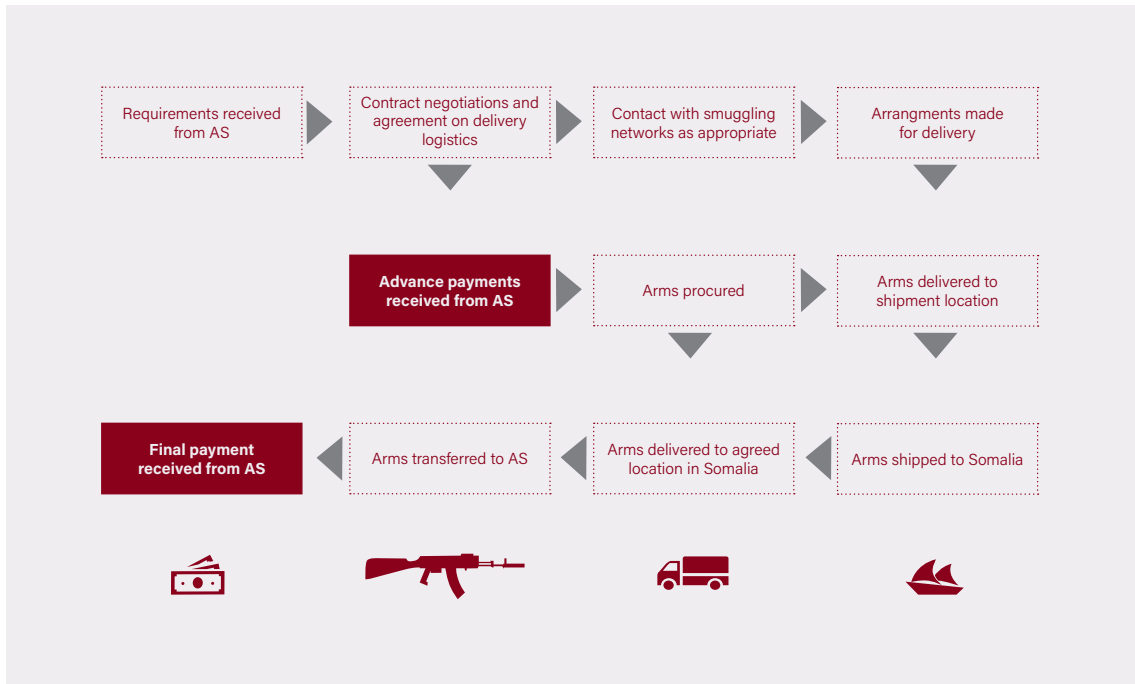 Requirements received
from AS
Contract negotiations and
agreement on delivery
logistics
Contact with smuggling
networks as appropriate
Arrangments made
for delivery
Advance payments
received from AS
Arms procured
Arms delivered to
shipment location
Final payment
received from AS
Arms transferred to AS
Arms delivered to agreed
location in Somalia
Arms shipped to Somalia